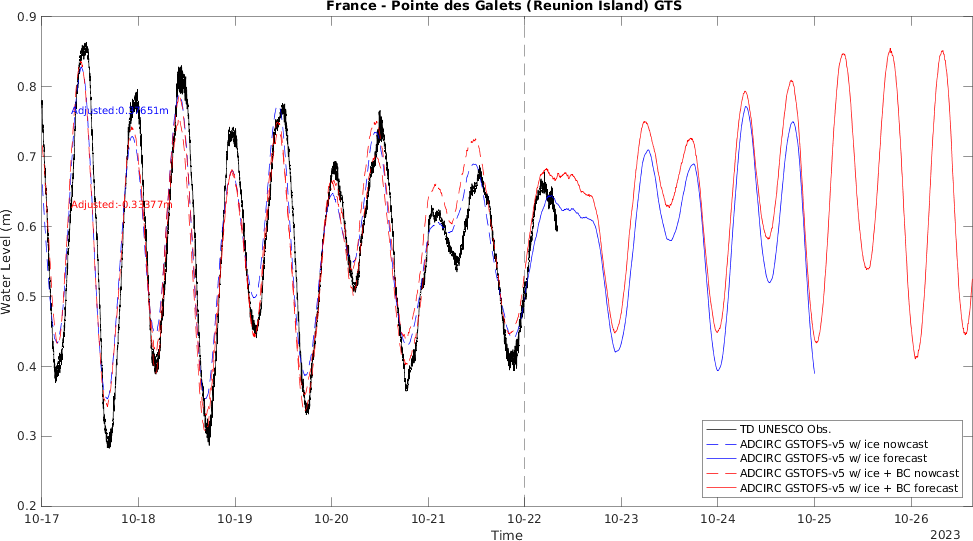 France - Pointe des Galets (Reunion Island) GTS
0.9
0.8
0.7
0.6
0.5
0.4
0.3
0.2
Water Level (m)
Adjusted:-0.33377m
TD UNESCO Obs.
ADCIRC GSTOFS-v5 w/ ice nowcast
ADCIRC GSTOFS-v5 w/ ice forecast
ADCIRC GSTOFS-v5 w/ ice + BC nowcast
ADCIRC GSTOFS-v5 w/ ice + BC forecast
10-17 10-18 10-19 10-20 10-21 10-22 10-23 10-24 10-25 10-26
Time
2023